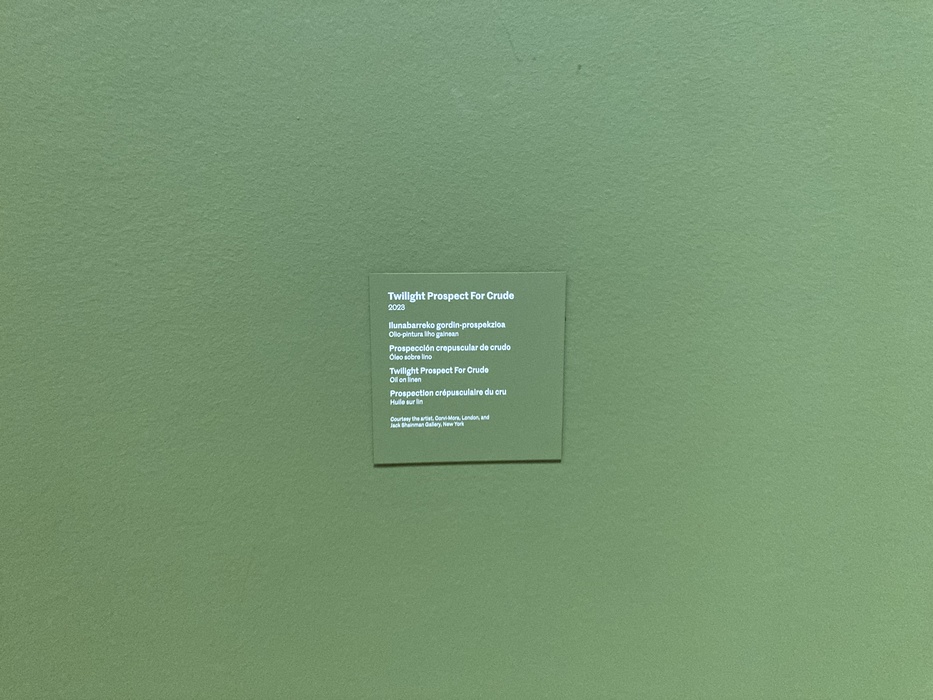 Twilight Prospect For Crude
2023
Ilunabarreko gordin-prospekzioa
Olio-pintura liho gainean
Prospección crepuscular de crudo
Óleo sobre lino
Twilight Prospect For Crude
Oil on linen
Prospection crépusculaire du cru
Huile sur lin
Courtesy the artist, Corvi-Mora, London, and
Jack Shainman Gallery, New York